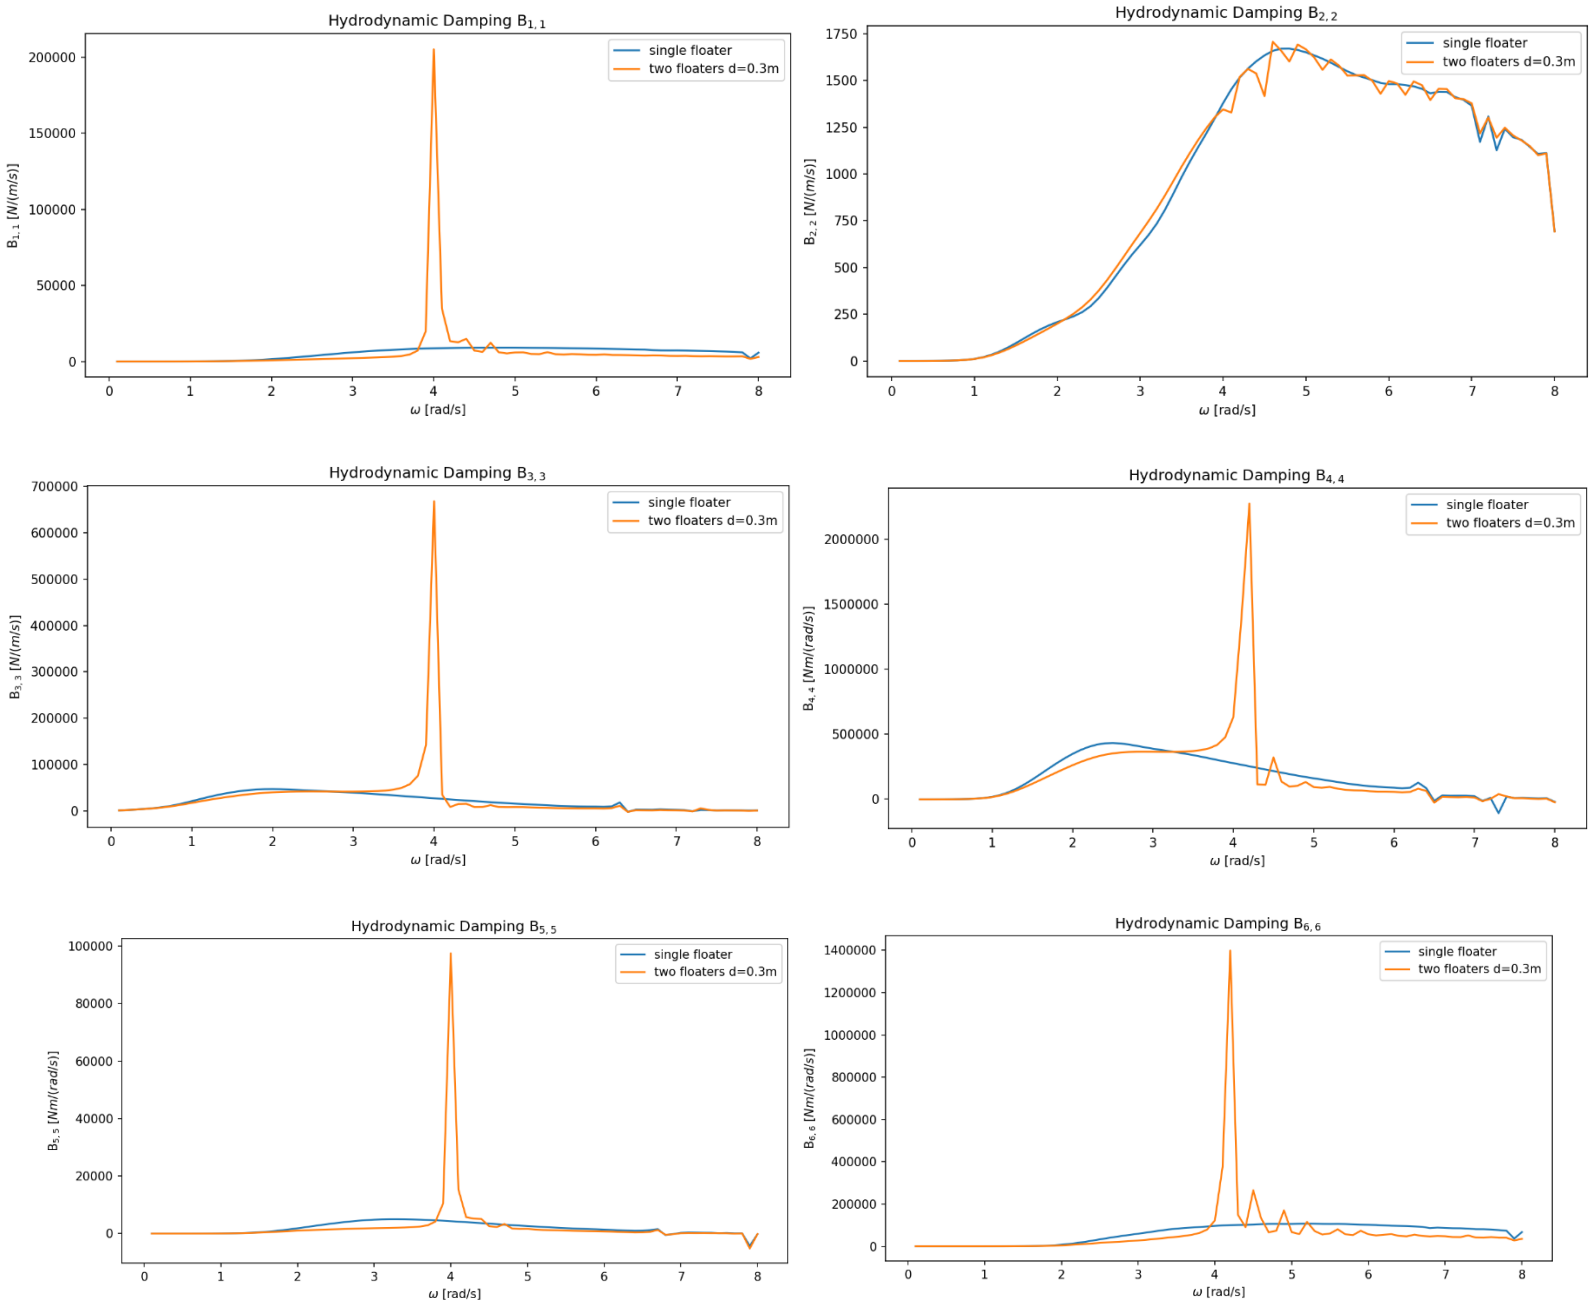 Hydrodynamic Damping B1, 1
single floater
two floaters d=0.3m
200000
150000
100000
50000
0
B1, 1 [N/(m/s)]
0 1 2 3 4 5 6 7 8
ω [rad/s]
Hydrodynamic Damping B2, 2
single floater
two floaters d=0.3m
1750
1500
1250
1000
750
500
250
0
B2, 2 [N/(m/s)]
0 1 2 3 4 5 6 7 8
ω [rad/s]
Hydrodynamic Damping B3, 3
single floater
two floaters d=0.3m
700000
600000
500000
400000
300000
200000
100000
0
B3, 3 [N/(m/s)]
0 1 2 3 4 5 6 7 8
ω [rad/s]
Hydrodynamic Damping B4, 4
single floater
two floaters d=0.3m
2000000
1500000
1000000
500000
0
B4, 4 [Nm/(rad/s)]
0 1 2 3 4 5 6 7 8
ω [rad/s]
Hydrodynamic Damping B5, 5
single floater
two floaters d=0.3m
100000
80000
60000
40000
20000
0
B5, 5 [Nm/(rad/s)]
0 1 2 3 4 5 6 7 8
ω [rad/s]
Hydrodynamic Damping B6, 6
single floater
two floaters d=0.3m
1400000
1200000
1000000
800000
600000
400000
200000
0
B6, 6 [Nm/(rad/s)]
0 1 2 3 4 5 6 7 8
ω [rad/s]